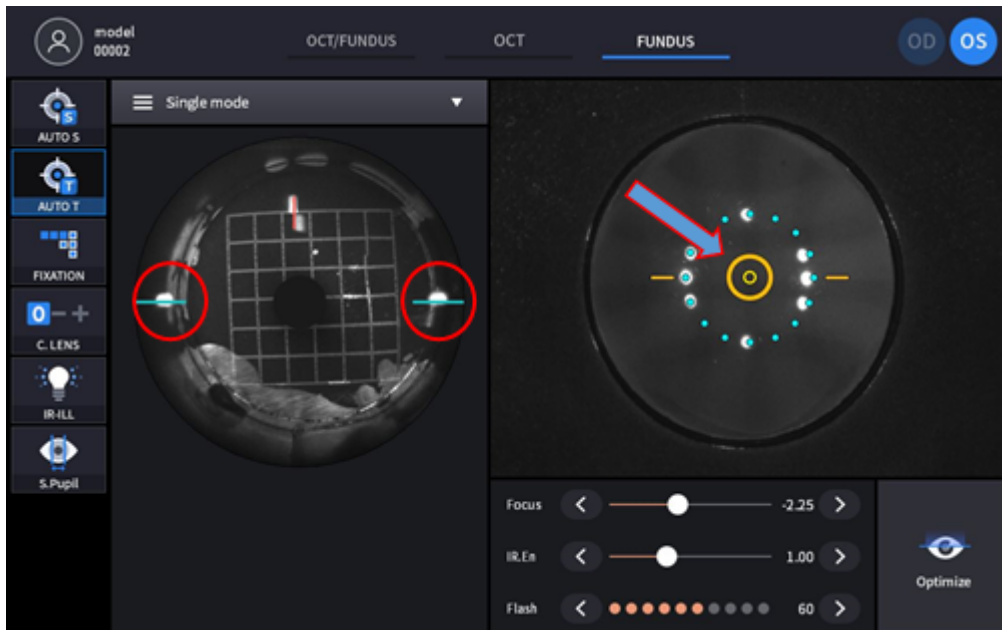 model
00002
OCT/FUNDUS
OCT
FUNDUS
OD
OS
S
AUTO S
T
AUTO T
FIXATION
0 - +
C. LENS
IR-ILL
S.Pupil
Single mode
Focus
-2.25
IR.En
1.00
Flash
60
Optimize